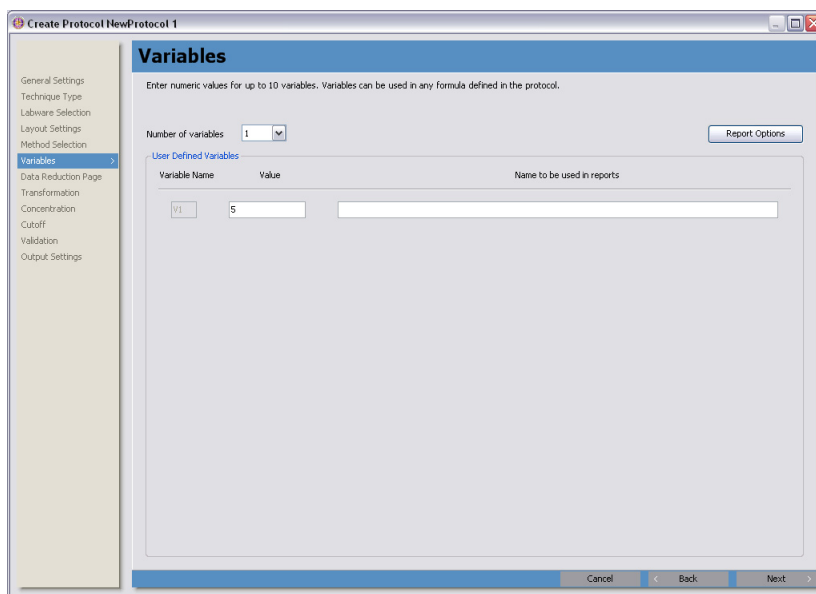 Create Protocol NewProtocol 1
Variables
General Settings
Technique Type
Labware Selection
Layout Settings
Method Selection
Variables >
Data Reduction Page
Transformation
Concentration
Cutoff
Validation
Output Settings
Enter numeric values for up to 10 variables. Variables can be used in any formula defined in the protocol.
Number of variables 1 Report Options
User Defined Variables
Variable Name Value Name to be used in reports
V1 5
Cancel < Back Next >